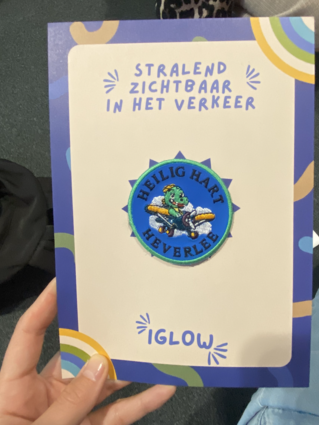 STRALEND
ZICHTBAAR
IN HET VERKEER
HEILIG HART
HEVERLEE
IGLOW